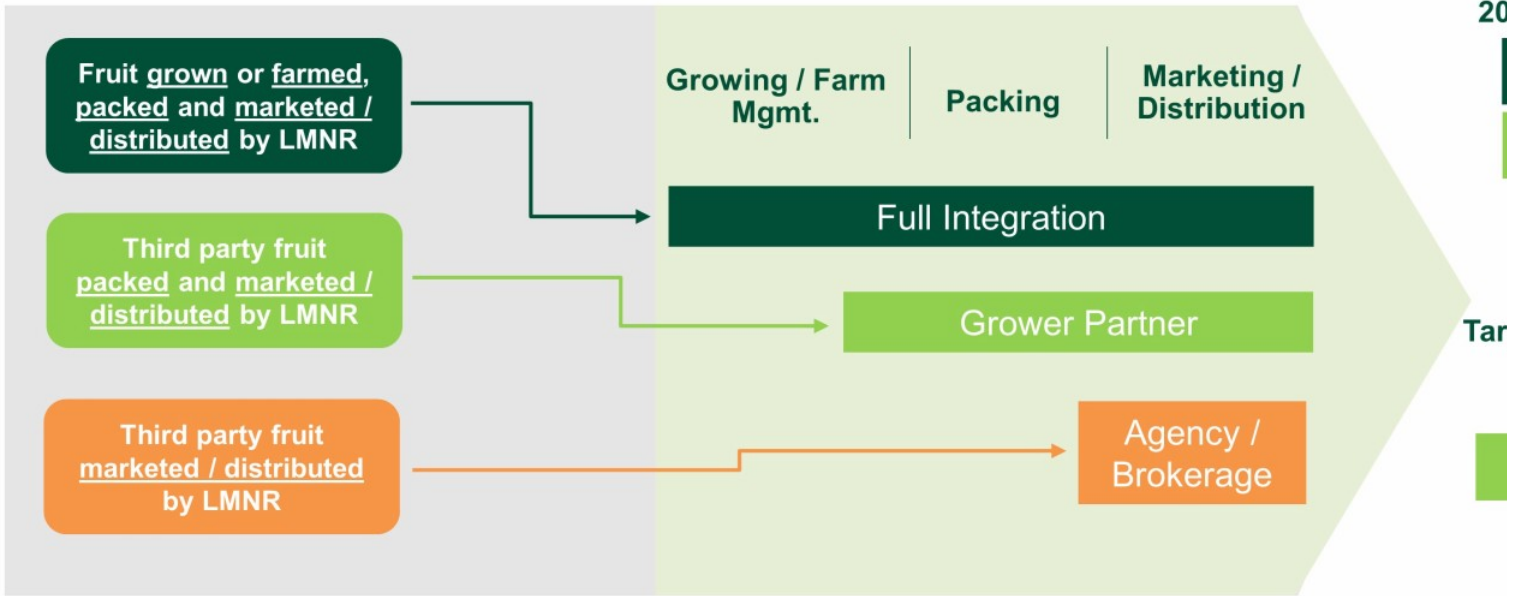 Fruit grown or farmed,
packed and marketed /
distributed by LMNR
Third party fruit
packed and marketed /
distributed by LMNR
Third party fruit
marketed / distributed
by LMNR
Growing / Farm
Mgmt.
Packing
Marketing /
Distribution
Full Integration
Grower Partner
Agency /
Brokerage
20
Tar